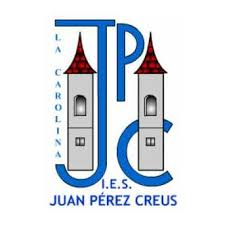 LA CAROLINA
JPC
I.E.S.
JUAN PÉREZ CREUS